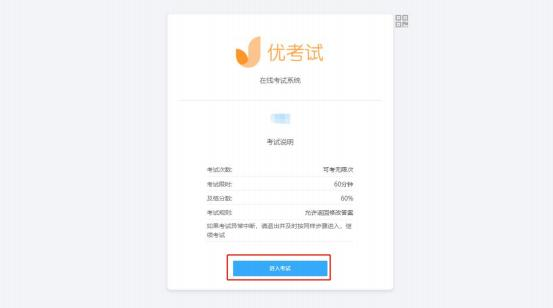 优考试
在线考试系统
考试说明
考试次数: 可考无限次
考试限时: 60分钟
及格分数: 60%
考试规则: 允许返回修改答案
如果考试异常中断，请退出并及时按同样步骤进入，继
续考试
进入考试